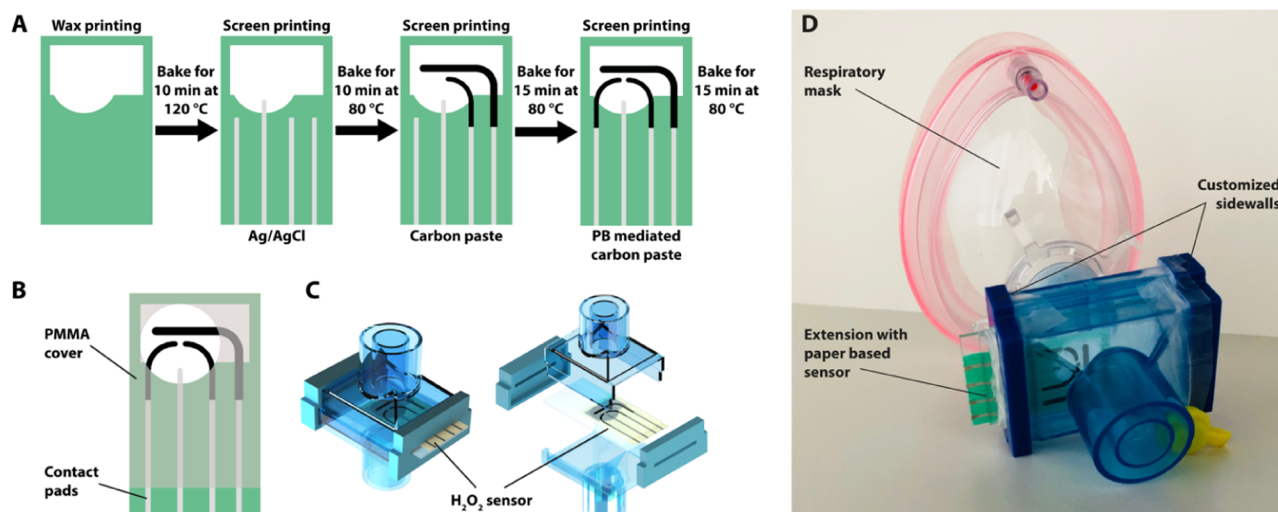 A
Wax printing
Screen printing
Screen printing
Screen printing
Bake for
10 min at
120 °C
Bake for
10 min at
80 °C
Bake for
15 min at
80 °C
Bake for
15 min at
80 °C
Ag/AgCl
Carbon paste
PB mediated
carbon paste
B
PMMA
cover
Contact
pads
C
H₂O₂ sensor
D
Respiratory
mask
Customized
sidewalls
Extension with
paper based
sensor